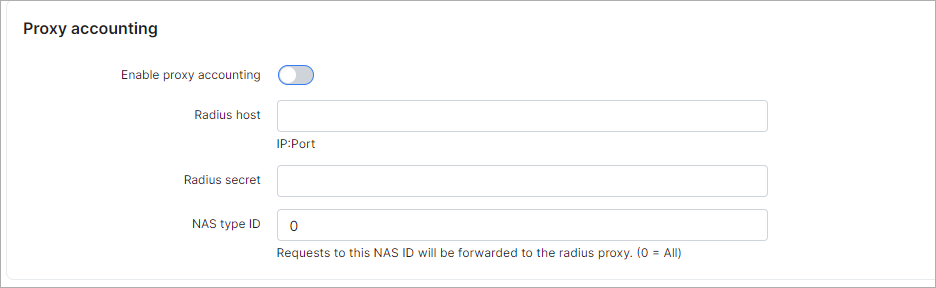 Proxy accounting
Enable proxy accounting
Radius host
IP:Port
Radius secret
NAS type ID
0
Requests to this NAS ID will be forwarded to the radius proxy. (0 = All)